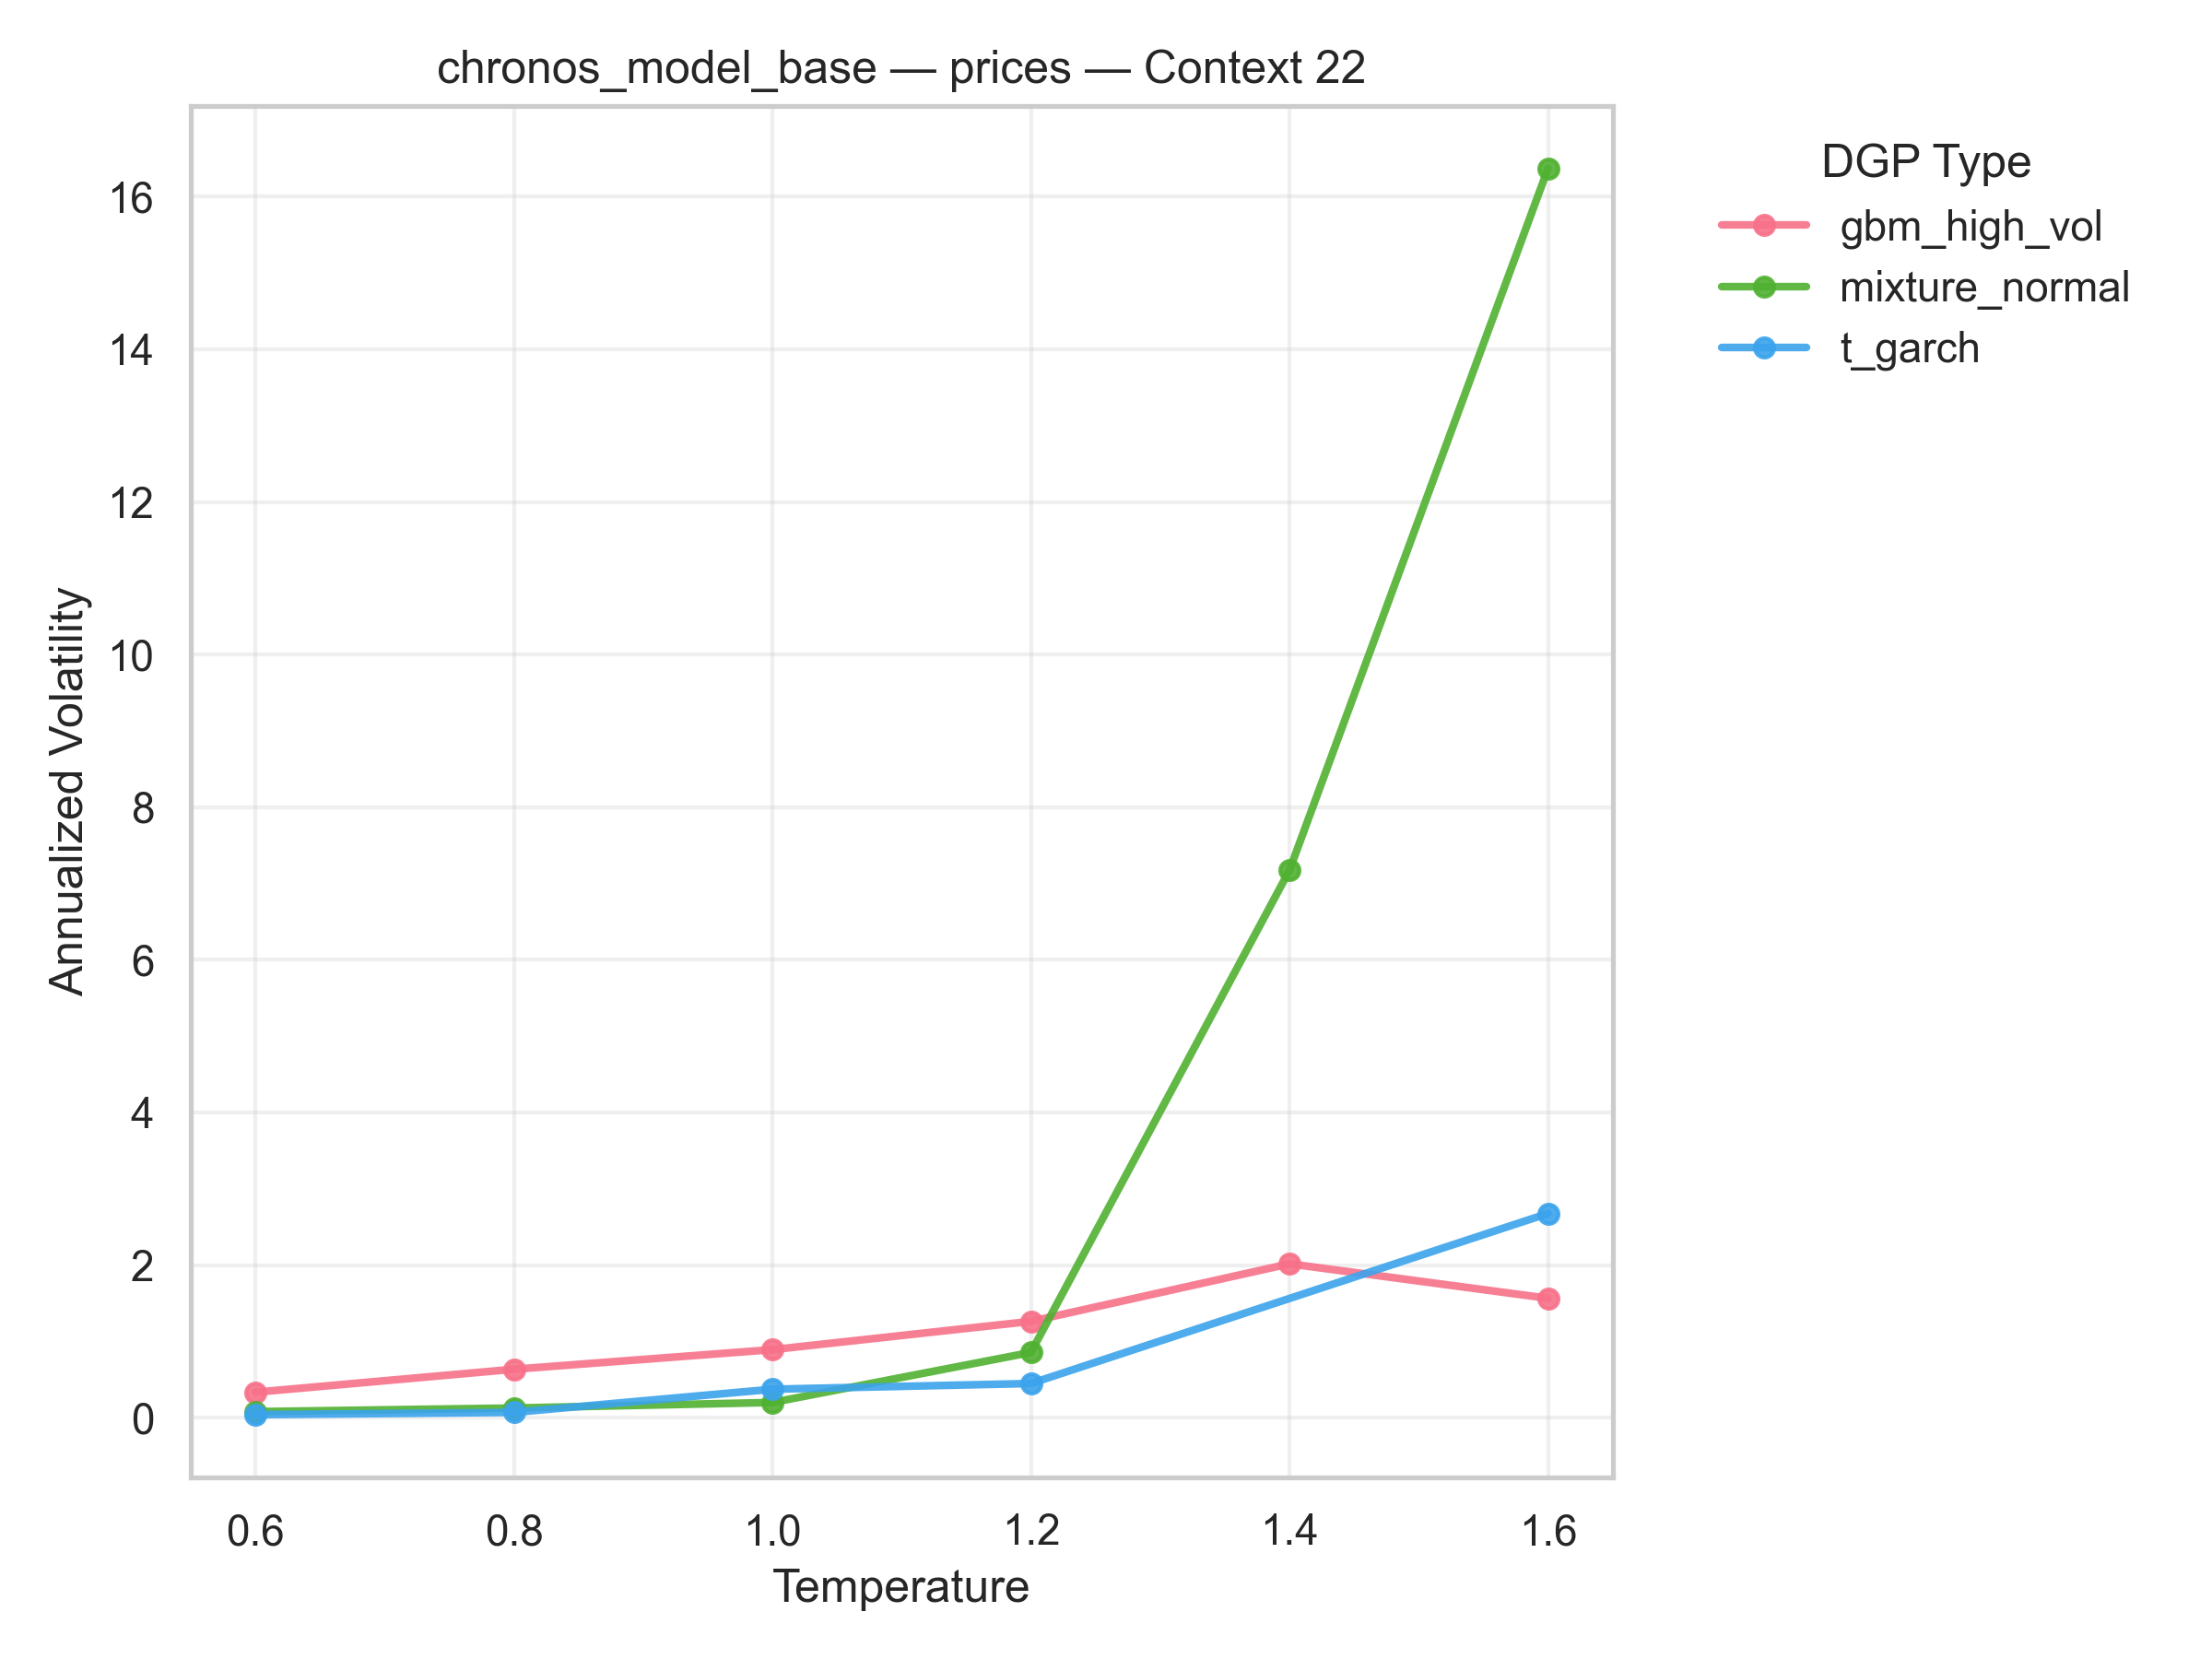 chronos_model_base — prices — Context 22
DGP Type
gbm_high_vol
mixture_normal
t_garch
Annualized Volatility
16
14
12
10
8
6
4
2
0
0.6 0.8 1.0 1.2 1.4 1.6
Temperature